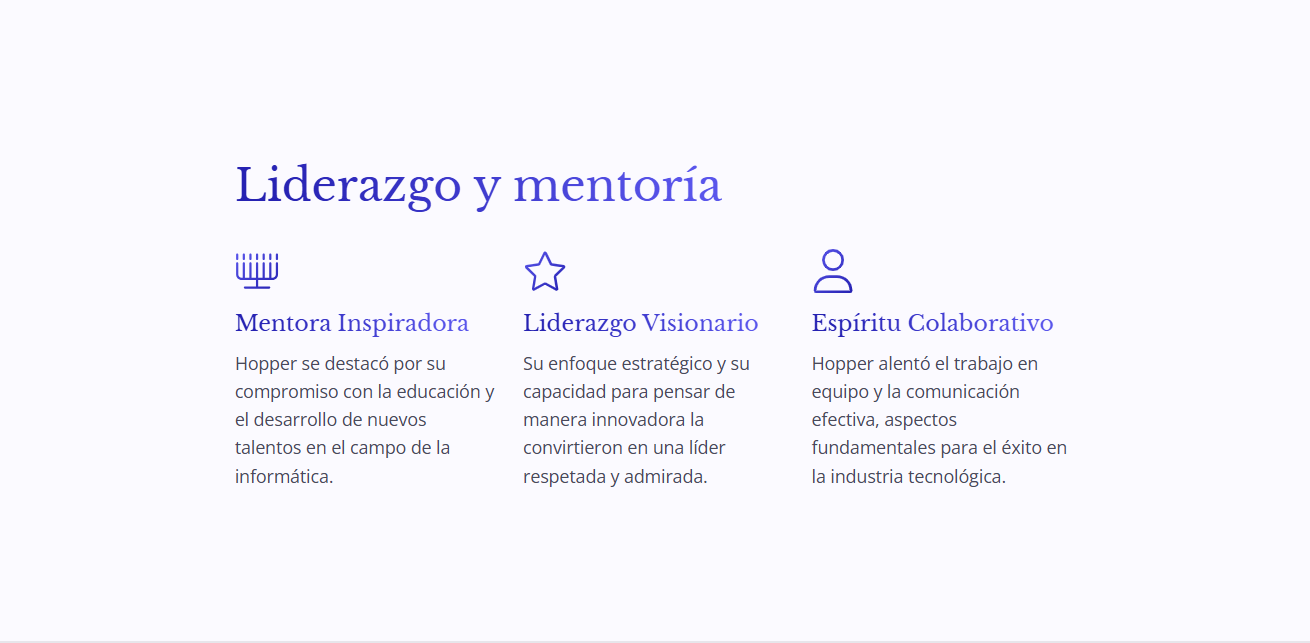 Liderazgo y mentoría
Mentora Inspiradora
Hopper se destacó por su
compromiso con la educación y
el desarrollo de nuevos
talentos en el campo de la
informática.
Liderazgo Visionario
Su enfoque estratégico y su
capacidad para pensar de
manera innovadora la
convirtieron en una líder
respetada y admirada.
Espíritu Colaborativo
Hopper alentó el trabajo en
equipo y la comunicación
efectiva, aspectos
fundamentales para el éxito en
la industria tecnológica.